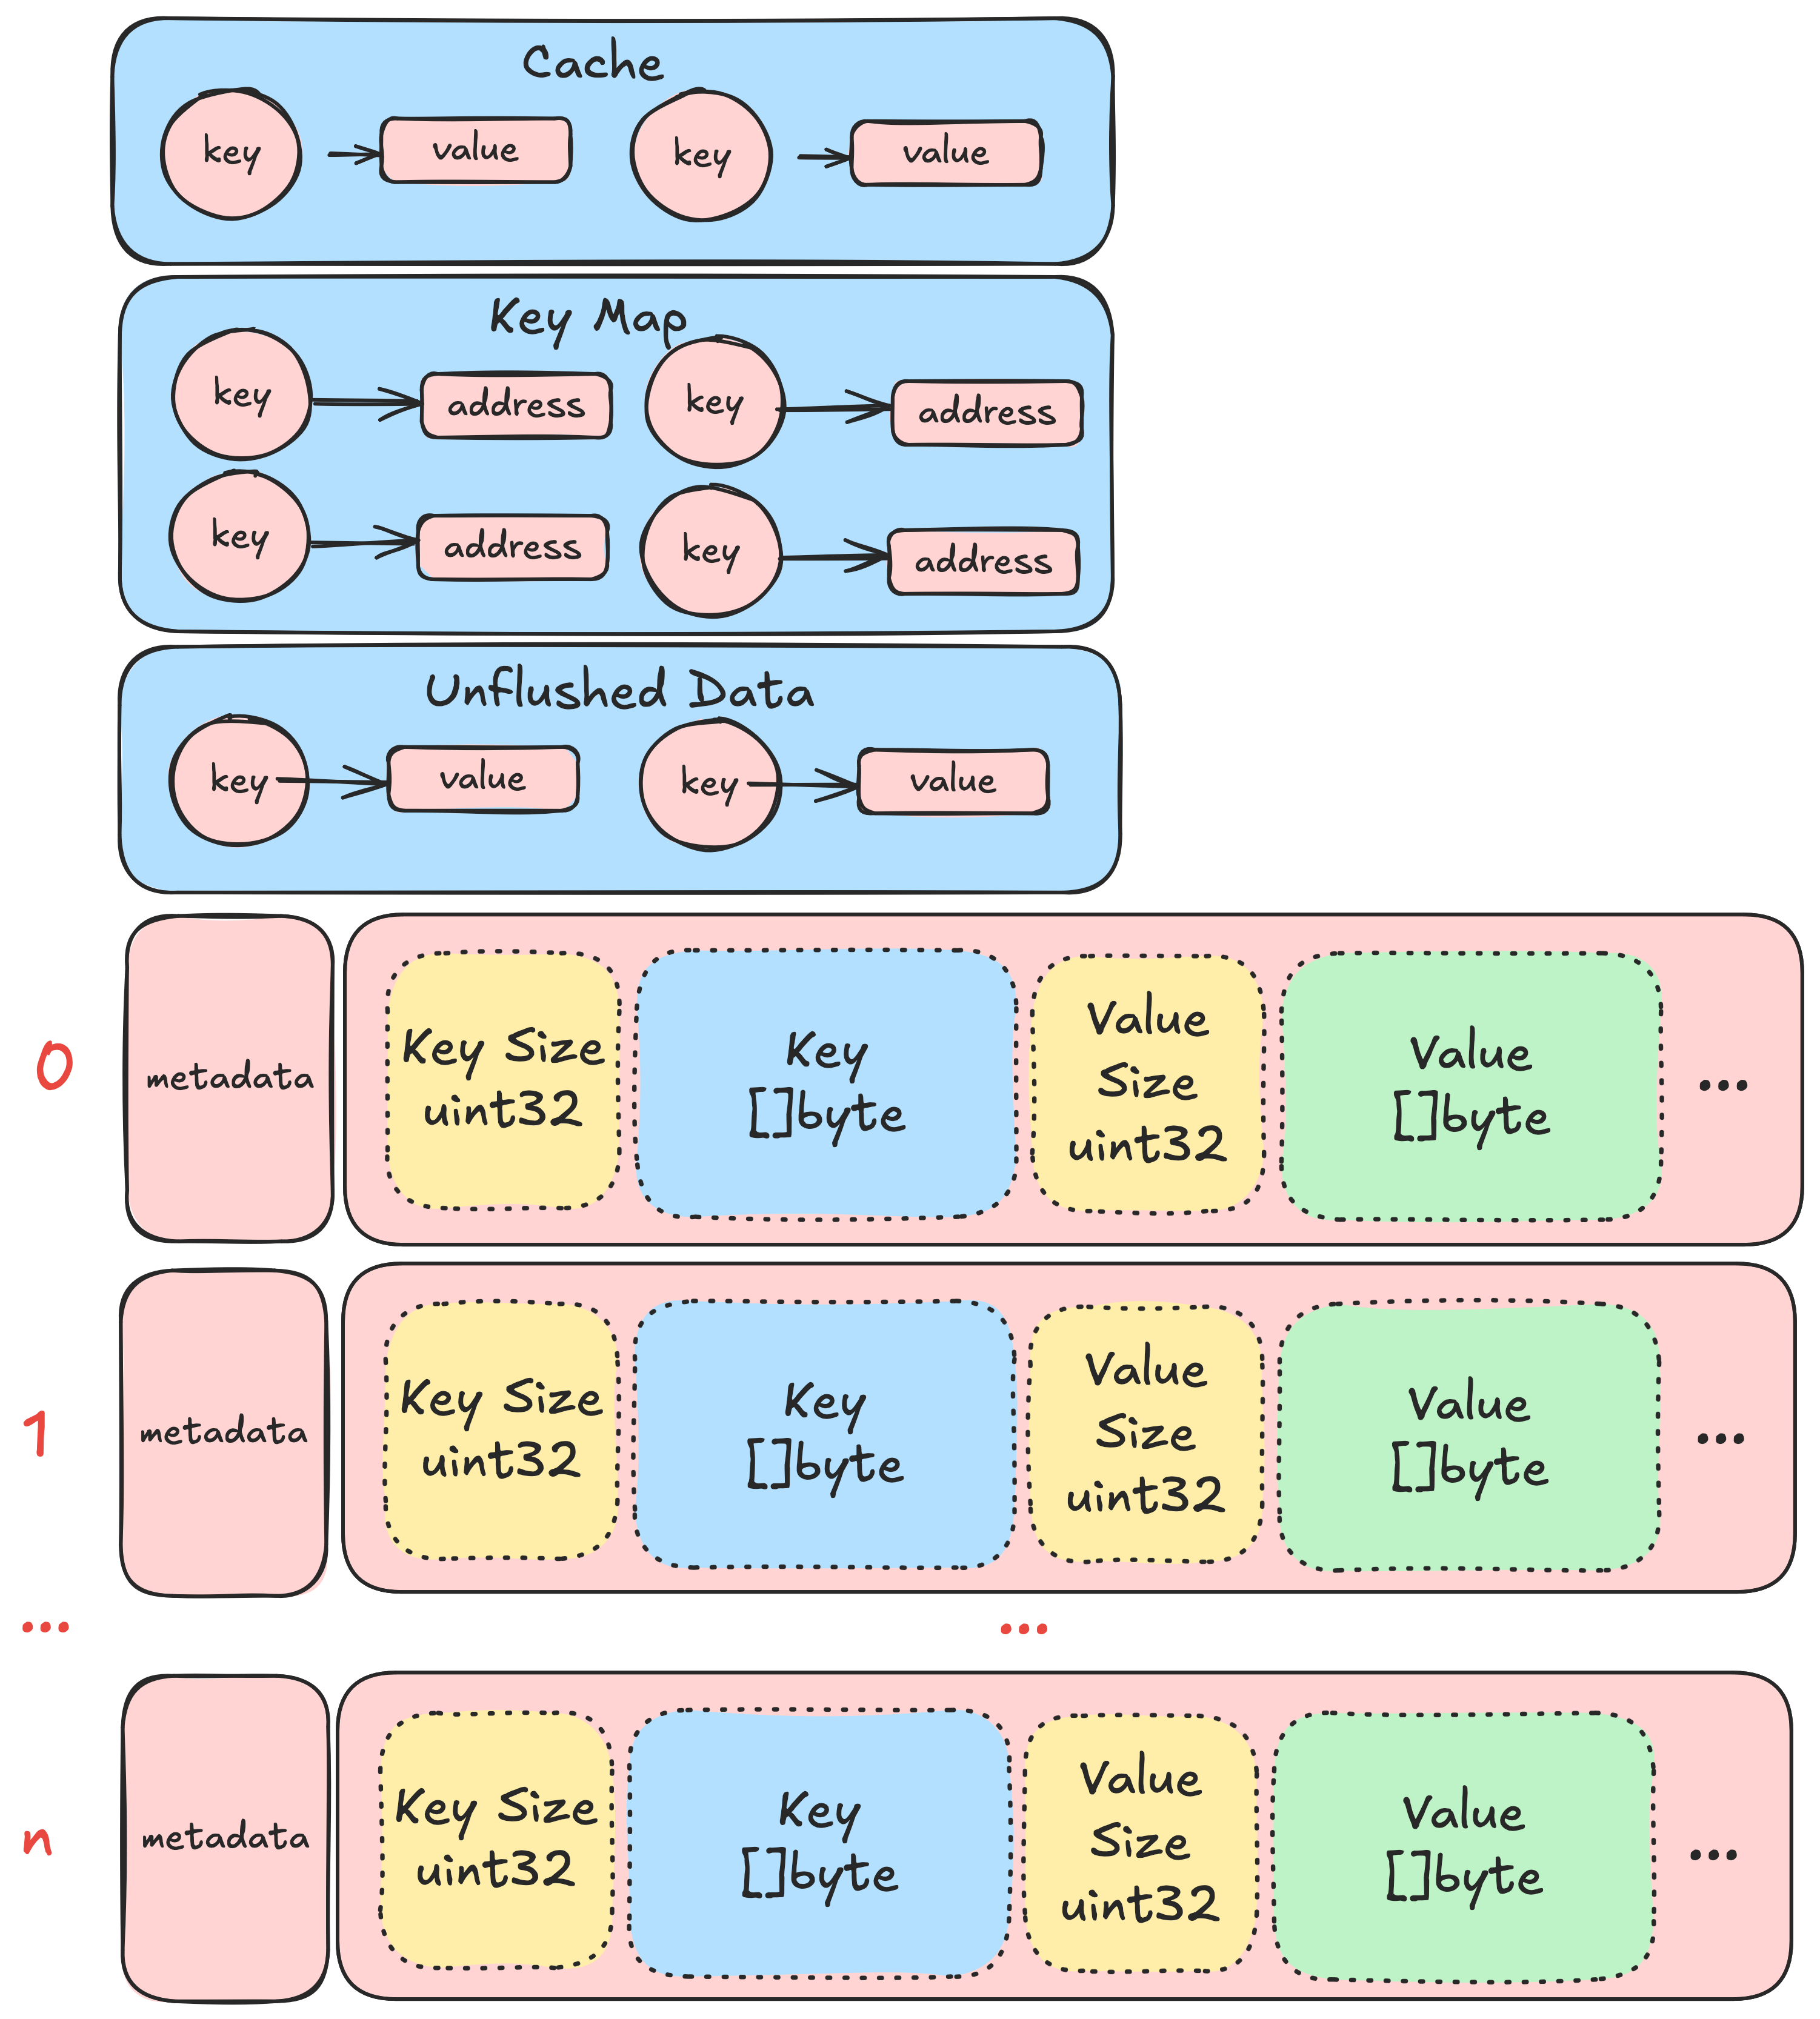 Cache
key
value
key
value
Key Map
key
address
key
address
key
address
key
address
Unflushed Data
key
value
key
value
0
metadata
Key Size
uint32
Key
[]byte
Value
Size
uint32
Value
[]byte
...
1
metadata
Key Size
uint32
Key
[]byte
Value
Size
uint32
Value
[]byte
...
...
...
n
metadata
Key Size
uint32
Key
[]byte
Value
Size
uint32
Value
[]byte
...